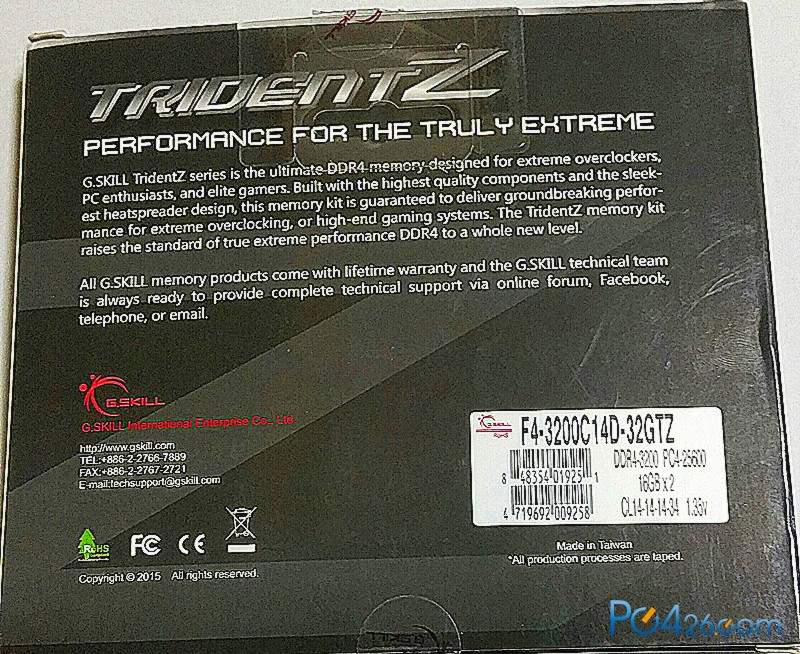 TRIDENTZ
PERFORMANCE FOR THE TRULY EXTREME
G.SKILL TridentZ series is the ultimate DDR4 memory designed for extreme overclockers,
PC enthusiasts, and elite gamers. Built with the highest quality components and the sleek-
est heatspreader design, this memory kit is guaranteed to deliver groundbreaking perfor-
mance for extreme overclocking, or high-end gaming systems. The TridentZ memory kit
raises the standard of true extreme performance DDR4 to a whole new level.
All G.SKILL memory products come with lifetime warranty and the G.SKILL technical team
is always ready to provide complete technical support via online forum, Facebook,
telephone, or email.
G.SKILL
G.SKILL International Enterprise Co., Ltd.
http://www.gskill.com
TEL:+886-2-2766-7889
FAX:+886-2-2767-2721
E-mail:techsupport@gskill.com
RoHS
FC CE
Copyright © 2015 All rights reserved.
G.SKILL
RoHS
F4-3200C14D-32GTZ
8 48354 01925 1
4 719692 009258
DDR4-3200 PC4-25600
16GB x 2
CL14-14-14-34 1.35v
Made in Taiwan
*All production processes are taped.
G.SKILL
PC426.com